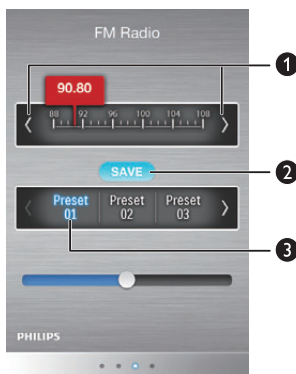 FM Radio
1
90.80
88 92 96 100 104 108
SAVE
2
Preset 01
Preset 02
Preset 03
3
PHILIPS